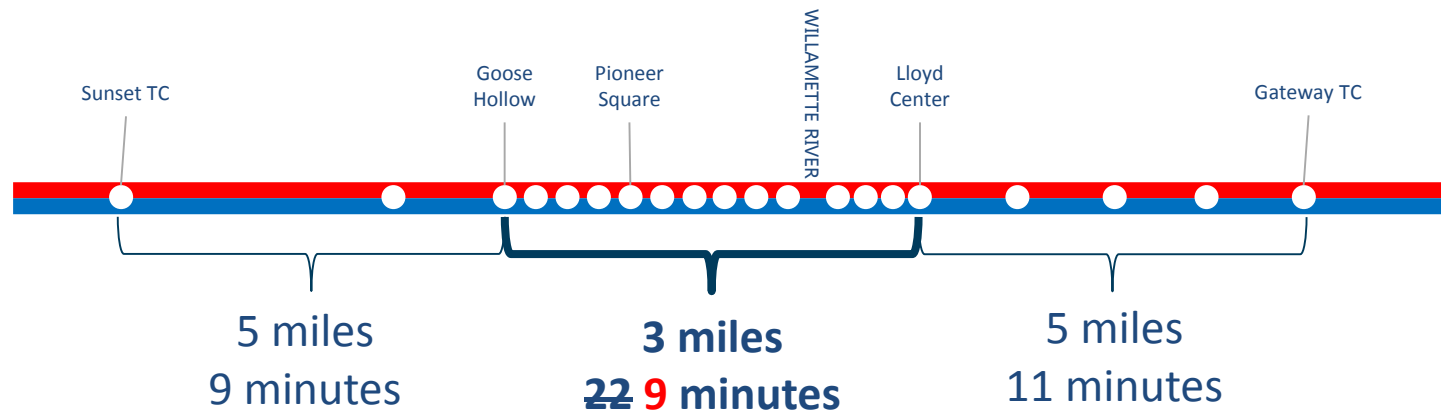 Sunset TC
Goose
Hollow
Pioneer
Square
WILLAMETTE RIVER
Lloyd
Center
Gateway TC
5 miles
9 minutes
3 miles
22 9 minutes
5 miles
11 minutes